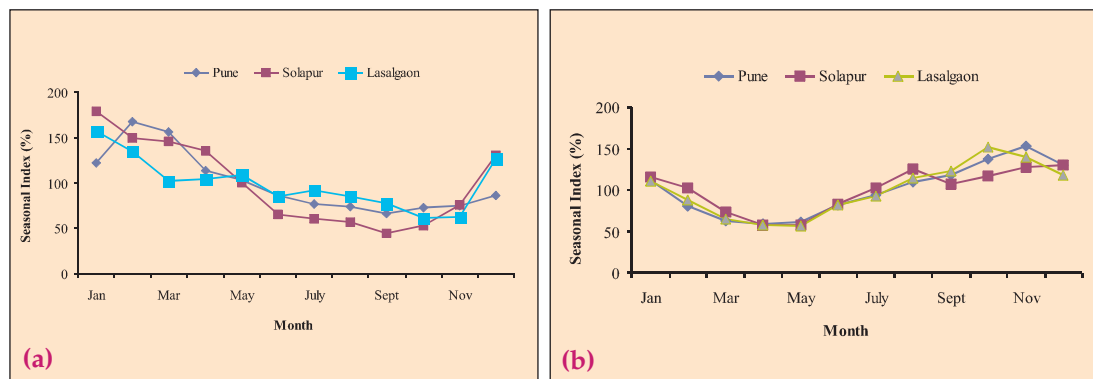 Pune Solapur Lasalgaon
200
150
100
50
0
Seasonal Index (%)
Jan Mar May July Sept Nov
Month
(a)
Pune Solapur Lasalgaon
200
150
100
50
0
Seasonal Index (%)
Jan Mar May July Sept Nov
Month
(b)